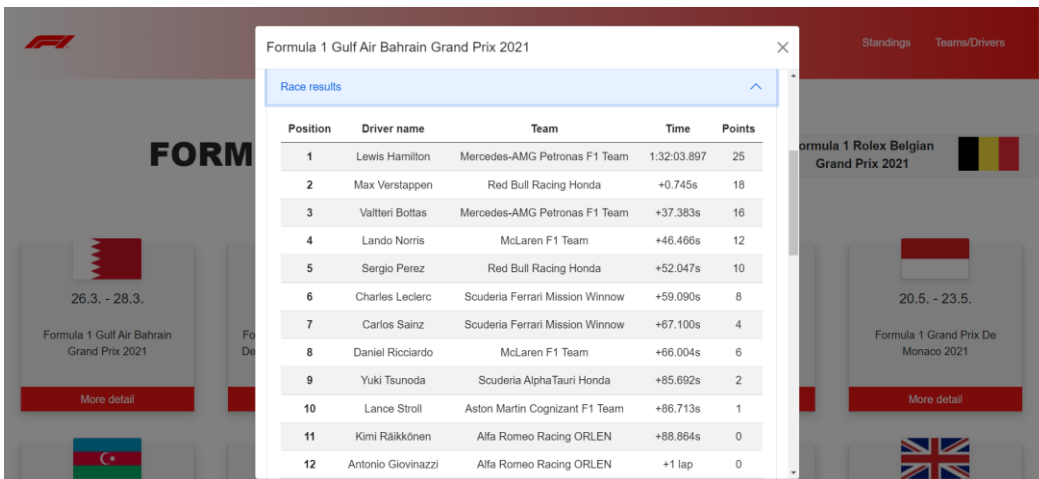 Formula 1 Gulf Air Bahrain Grand Prix 2021
Standings Teams/Drivers
Race results
Position Driver name Team Time Points
1 Lewis Hamilton Mercedes-AMG Petronas F1 Team 1:32:03.897 25
2 Max Verstappen Red Bull Racing Honda +0.745s 18
3 Valtteri Bottas Mercedes-AMG Petronas F1 Team +37.383s 16
4 Lando Norris McLaren F1 Team +46.466s 12
5 Sergio Perez Red Bull Racing Honda +52.047s 10
6 Charles Leclerc Scuderia Ferrari Mission Winnow +59.090s 8
7 Carlos Sainz Scuderia Ferrari Mission Winnow +67.100s 4
8 Daniel Ricciardo McLaren F1 Team +66.004s 6
9 Yuki Tsunoda Scuderia AlphaTauri Honda +85.692s 2
10 Lance Stroll Aston Martin Cognizant F1 Team +86.713s 1
11 Kimi Räikkönen Alfa Romeo Racing ORLEN +88.864s 0
12 Antonio Giovinazzi Alfa Romeo Racing ORLEN +1 lap 0
FORM
ormula 1 Rolex Belgian
Grand Prix 2021
26.3. - 28.3.
Formula 1 Gulf Air Bahrain
Grand Prix 2021
More detail
Fo
De
20.5. - 23.5.
Formula 1 Grand Prix De
Monaco 2021
More detail